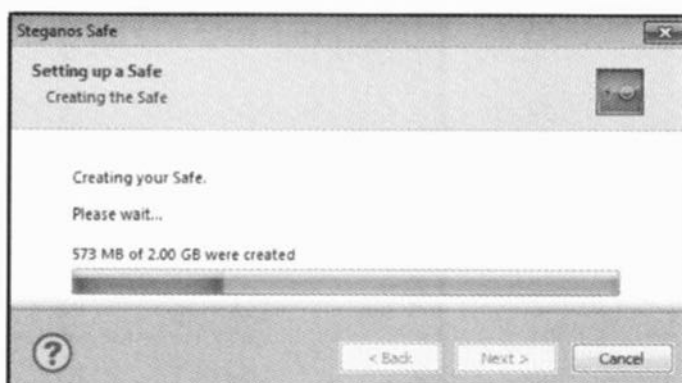 Steganos Safe
Setting up a Safe
Creating the Safe
Creating your Safe.
Please wait...
573 MB of 2.00 GB were created
?
< Back
Next >
Cancel